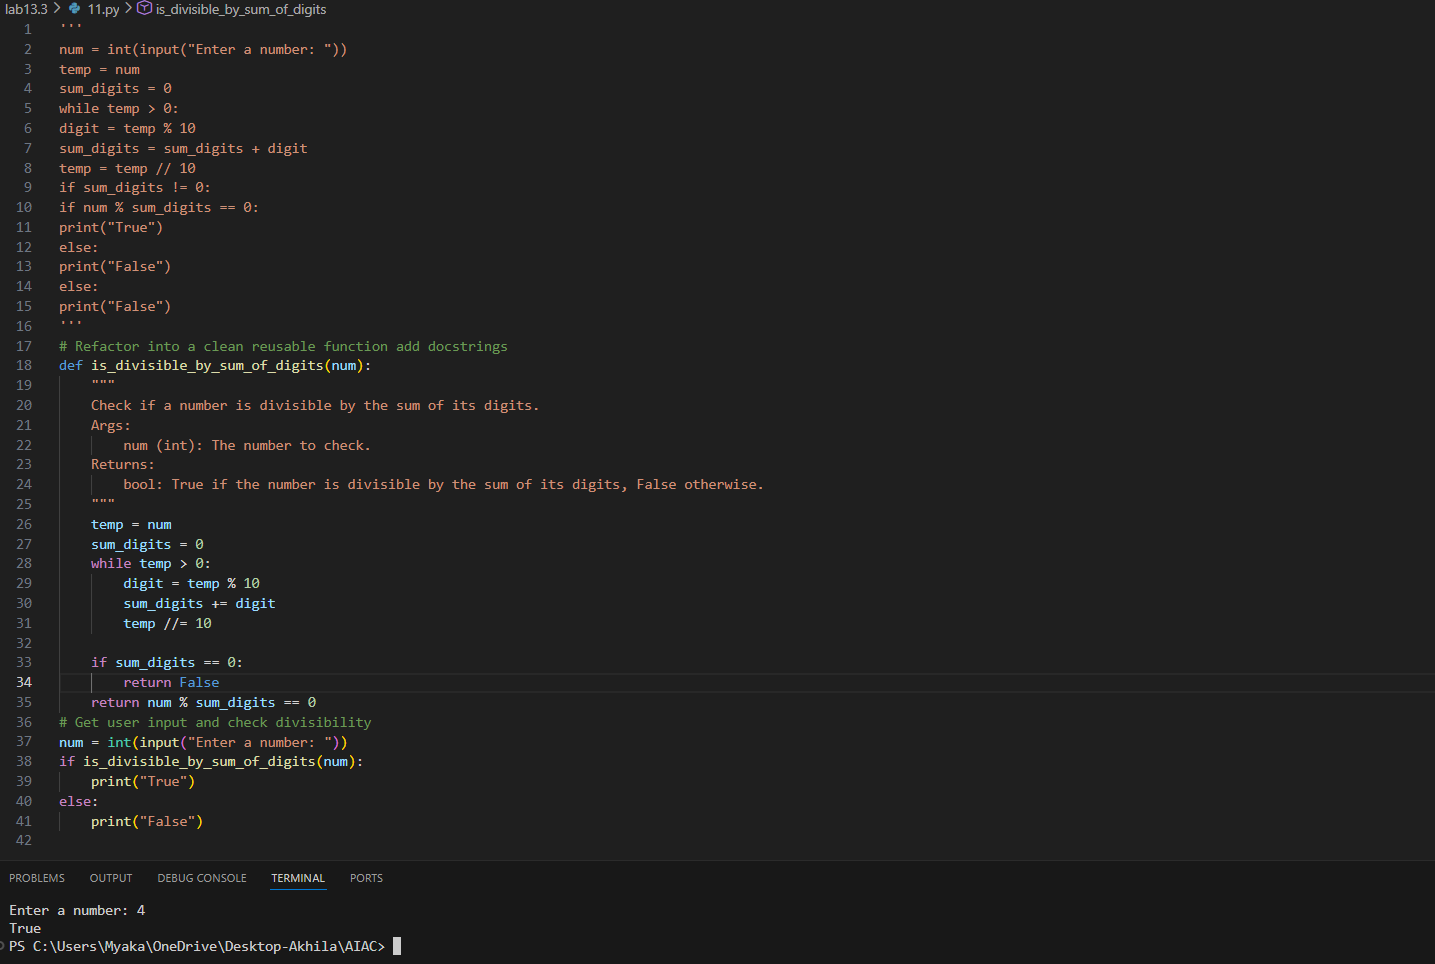 lab13.3 > 11.py > is_divisible_by_sum_of_digits
1 '''
2 num = int(input("Enter a number: "))
3 temp = num
4 sum_digits = 0
5 while temp > 0:
6 digit = temp % 10
7 sum_digits = sum_digits + digit
8 temp = temp // 10
9 if sum_digits != 0:
10 if num % sum_digits == 0:
11 print("True")
12 else:
13 print("False")
14 else:
15 print("False")
16 '''
17 # Refactor into a clean reusable function add docstrings
18 def is_divisible_by_sum_of_digits(num):
19     """
20     Check if a number is divisible by the sum of its digits.
21     Args:
22         num (int): The number to check.
23     Returns:
24         bool: True if the number is divisible by the sum of its digits, False otherwise.
25     """
26     temp = num
27     sum_digits = 0
28     while temp > 0:
29         digit = temp % 10
30         sum_digits += digit
31         temp //= 10
32
33     if sum_digits == 0:
34         return False
35     return num % sum_digits == 0
36 # Get user input and check divisibility
37 num = int(input("Enter a number: "))
38 if is_divisible_by_sum_of_digits(num):
39     print("True")
40 else:
41     print("False")
42
PROBLEMS OUTPUT DEBUG CONSOLE TERMINAL PORTS
Enter a number: 4
True
PS C:\Users\Myaka\OneDrive\Desktop-Akhila\AIAC>